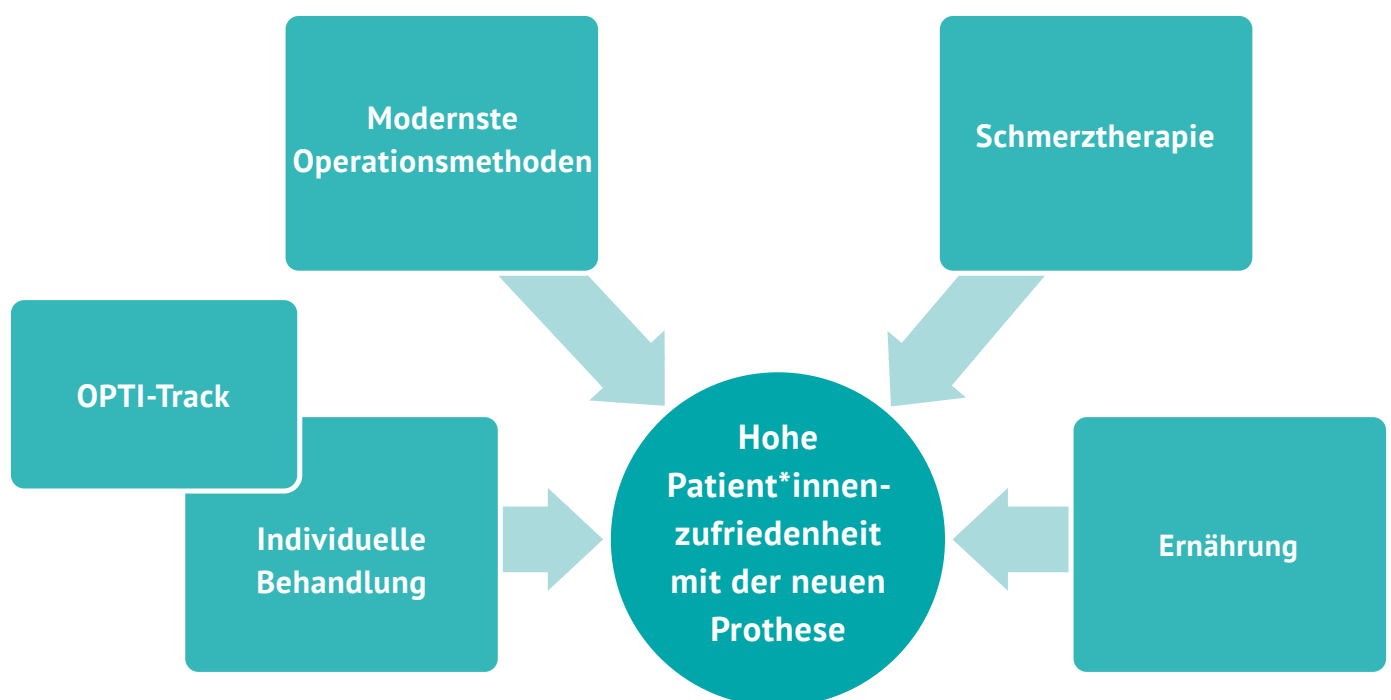 Modernste
Operationsmethoden
Schmerztherapie
OPTI-Track
Individuelle
Behandlung
Hohe
Patient*innen-
zufriedenheit
mit der neuen
Prothese
Ernährung